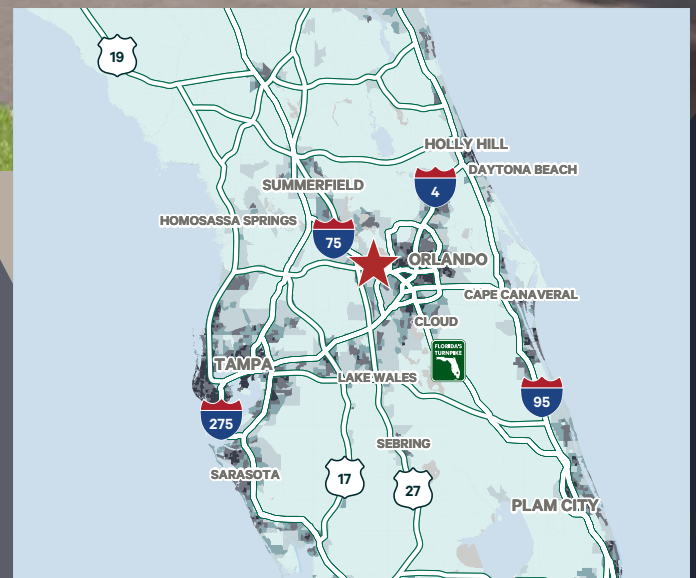 19
HOLLY HILL
DAYTONA BEACH
SUMMERFIELD
4
HOMOSASSA SPRINGS
75
ORLANDO
CAPE CANAVERAL
CLOUD
FLORIDA'S
TURNPIKE
TAMPA
LAKE WALES
95
275
SEBRING
SARASOTA
17
27
PLAM CITY